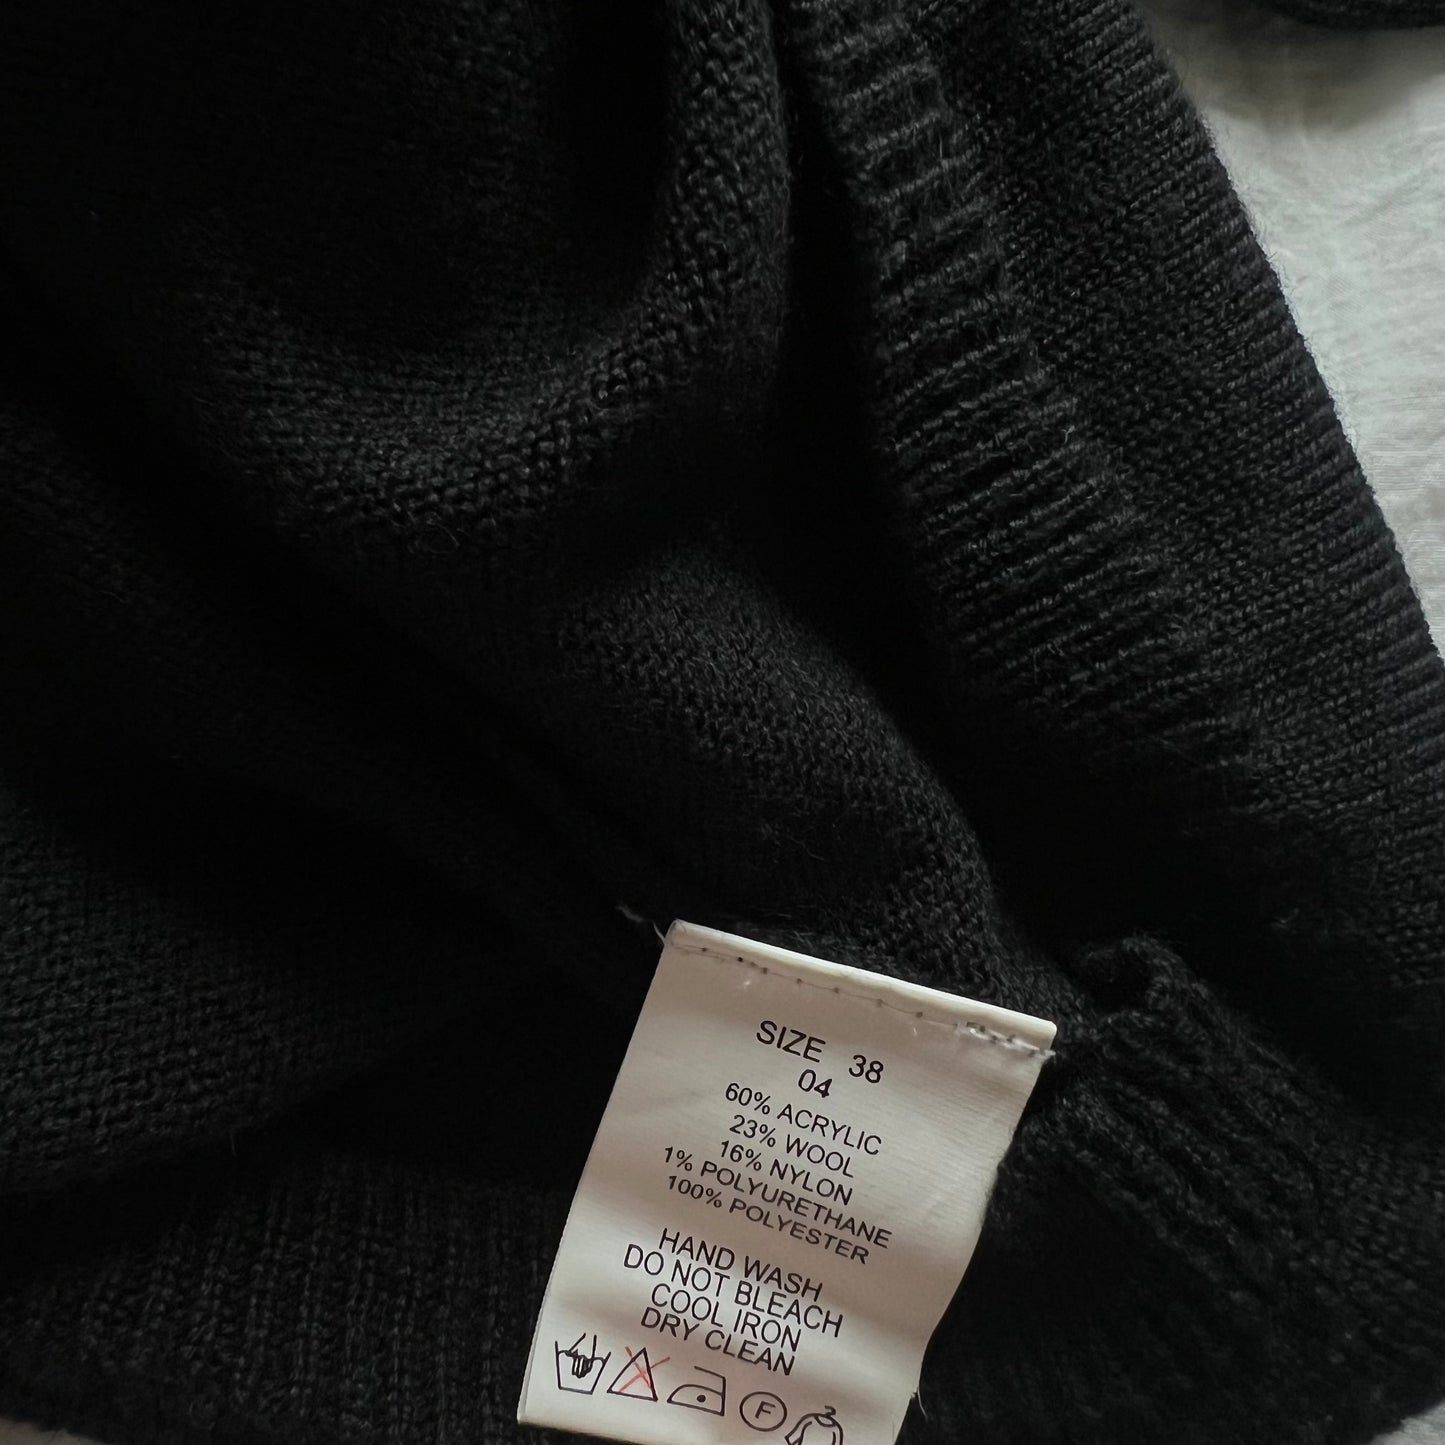 SIZE 38
04
60% ACRYLIC
23% WOOL
16% NYLON
1% POLYURETHANE
100% POLYESTER
HAND WASH
DO NOT BLEACH
COOL IRON
DRY CLEAN
F